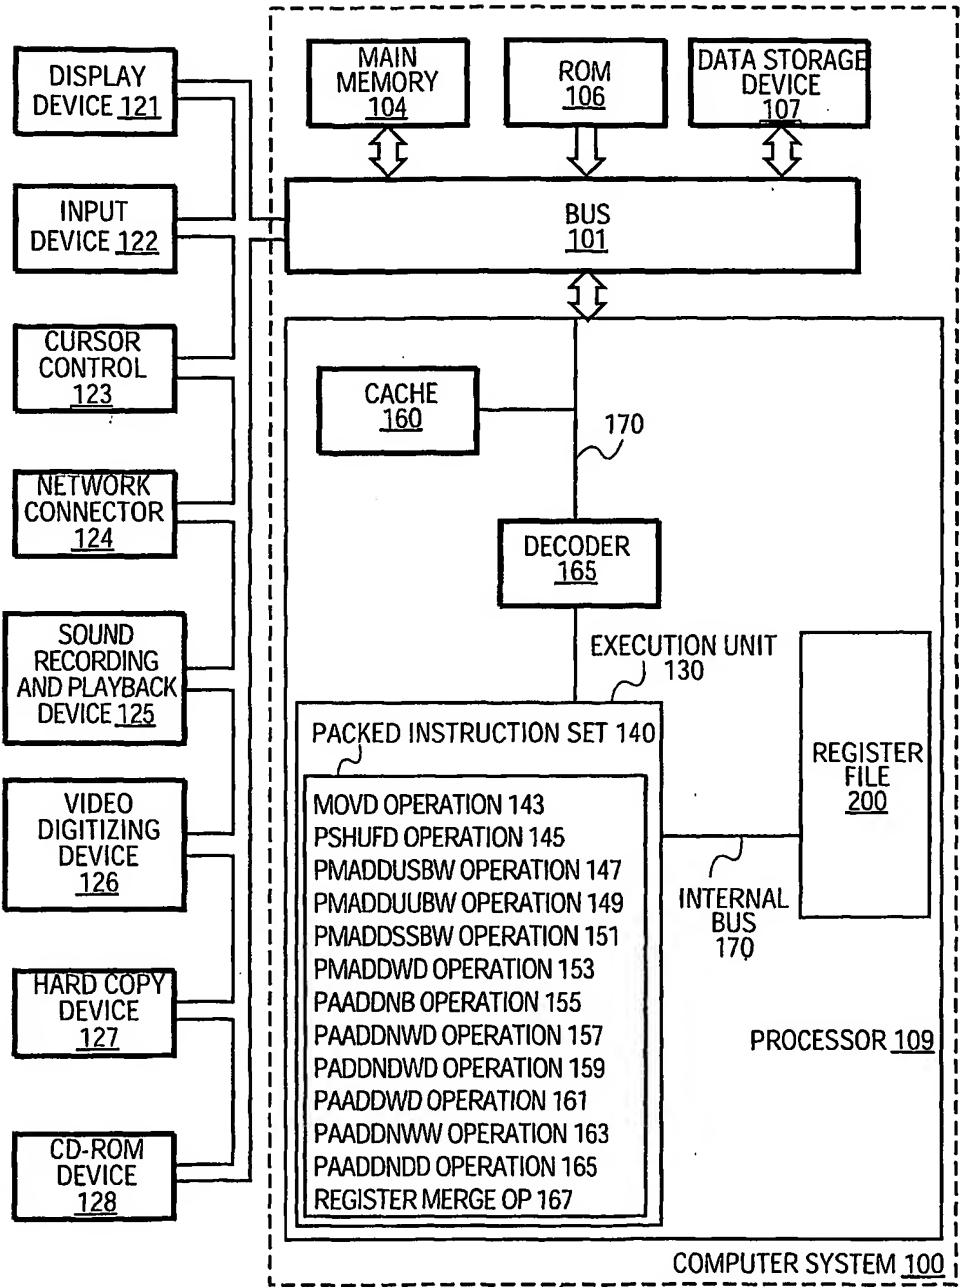 DISPLAY
DEVICE 121
INPUT
DEVICE 122
CURSOR
CONTROL
123
NETWORK
CONNECTOR
124
SOUND
RECORDING
AND PLAYBACK
DEVICE 125
VIDEO
DIGITIZING
DEVICE
126
HARD COPY
DEVICE
127
CD-ROM
DEVICE
128
MAIN
MEMORY
104
ROM
106
DATA STORAGE
DEVICE
107
BUS
101
CACHE
160
170
DECODER
165
EXECUTION UNIT
130
PACKED INSTRUCTION SET 140
MOVD OPERATION 143
PSHUFD OPERATION 145
PMADDUSBW OPERATION 147
PMADDUUBW OPERATION 149
PMADDSSBW OPERATION 151
PMADDWD OPERATION 153
PAADDNB OPERATION 155
PAADDNWD OPERATION 157
PADDNDWD OPERATION 159
PAADDWD OPERATION 161
PAADDNWW OPERATION 163
PAADDNDD OPERATION 165
REGISTER MERGE OP 167
INTERNAL
BUS
170
REGISTER
FILE
200
PROCESSOR 109
COMPUTER SYSTEM 100